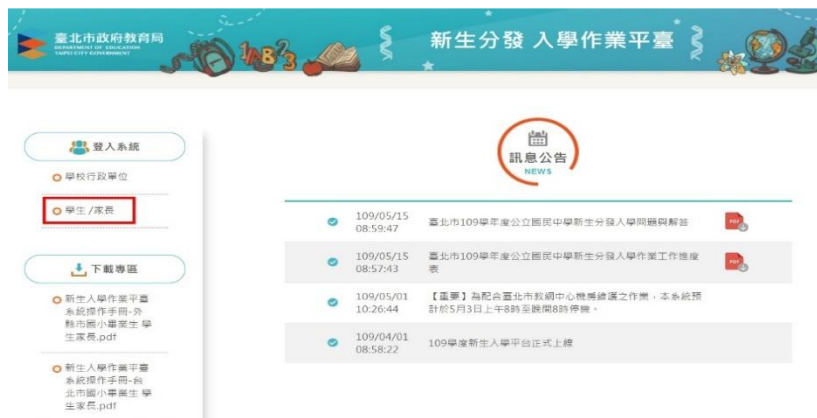 臺北市政府教育局
DEPARTMENT OF EDUCATION
TAIPEI CITY GOVERNMENT
1AB23
新生分發 入學作業平臺
登入系統
學校行政單位
學生/家長
下載專區
新生入學作業平臺
系統操作手冊-外
縣市國小畢業生 學
生家長.pdf
新生入學作業平臺
系統操作手冊-台
北市國小畢業生 學
生家長.pdf
訊息公告
NEWS
109/05/15
08:59:47
臺北市109學年度公立國民中學新生分發入學問題與解答
PDF
109/05/15
08:57:43
臺北市109學年度公立國民中學新生分發入學作業工作進度
表
PDF
109/05/01
10:26:44
【重要】為配合臺北市教網中心機房維護之作業,本系統預
計於5月3日上午8時至晚間8時停機。
109/04/01
08:58:22
109學度新生入學平台正式上線